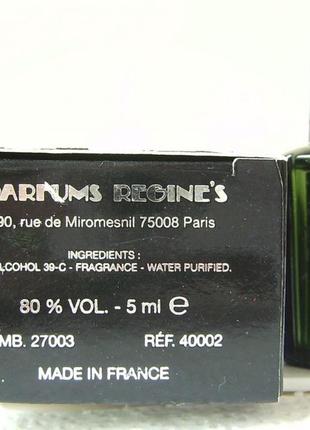 PARFUMS REGINE'S
90, rue de Miromesnil 75008 Paris
INGREDIENTS :
ALCOHOL 39-C - FRAGRANCE - WATER PURIFIED.
80 % VOL. - 5 ml ℮
MB. 27003 RÉF. 40002
MADE IN FRANCE